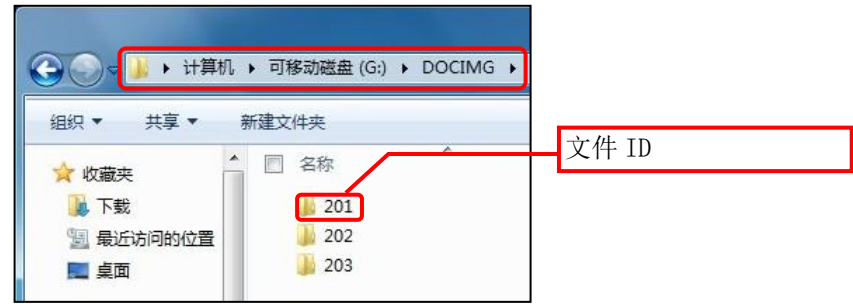 计算机 可移动磁盘 (G:) DOCIMG
组织 共享 新建文件夹
收藏夹
下载
最近访问的位置
桌面
名称
201
202
203
文件 ID